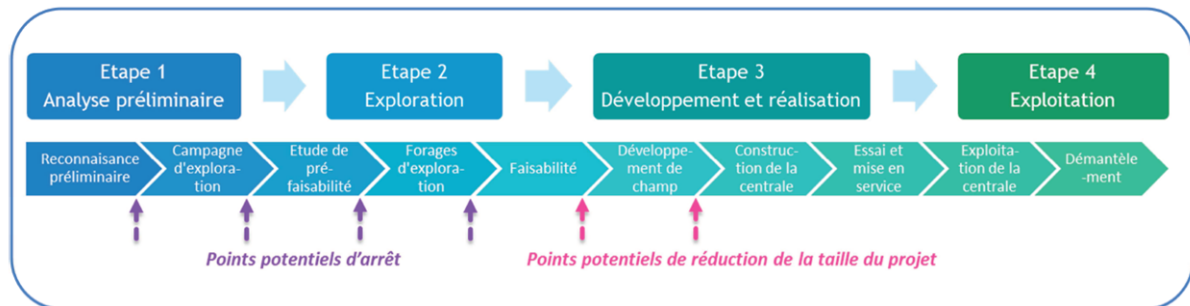 Etape 1
Analyse préliminaire
Etape 2
Exploration
Etape 3
Développement et réalisation
Etape 4
Exploitation
Reconnaisance
préliminaire
Campagne
d'explora-
tion
Etude de
pré-
faisabilité
Forages
d'explora-
tion
Faisabilité
Développe-
ment de
champ
Construc-
tion de la
centrale
Essai et
mise en
service
Exploita-
tion de la
centrale
Démantèle
-ment
Points potentiels d'arrêt
Points potentiels de réduction de la taille du projet